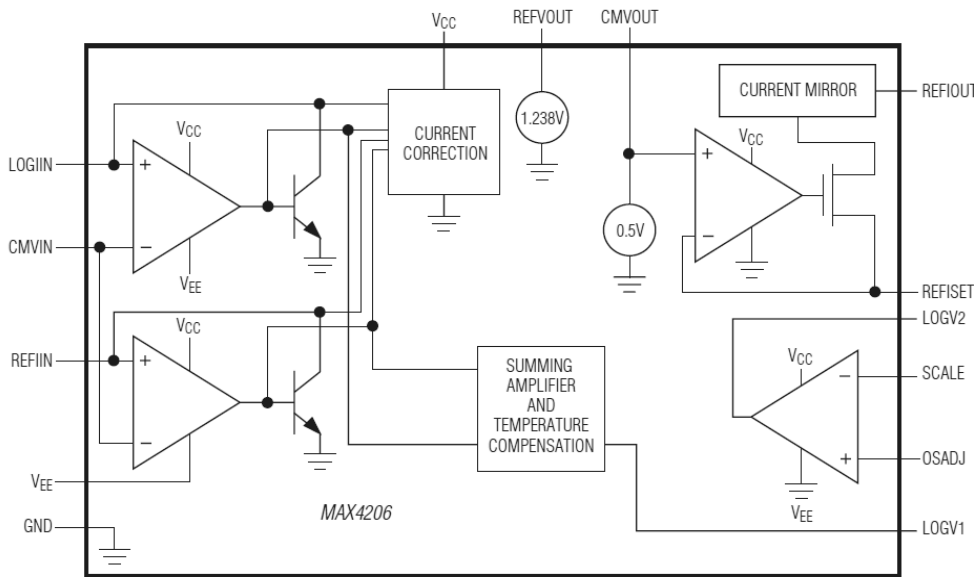 VCC
REFVOUT
CMVOUT
CURRENT MIRROR
REFIOUT
1.238V
CURRENT
CORRECTION
VCC
LOGIIN
+
CMVIN
−
VEE
VCC
+
−
0.5V
REFISET
LOGV2
REFIIN
VCC
+
−
SUMMING
AMPLIFIER
AND
TEMPERATURE
COMPENSATION
VCC
−
SCALE
+
OSADJ
VEE
VEE
MAX4206
GND
LOGV1